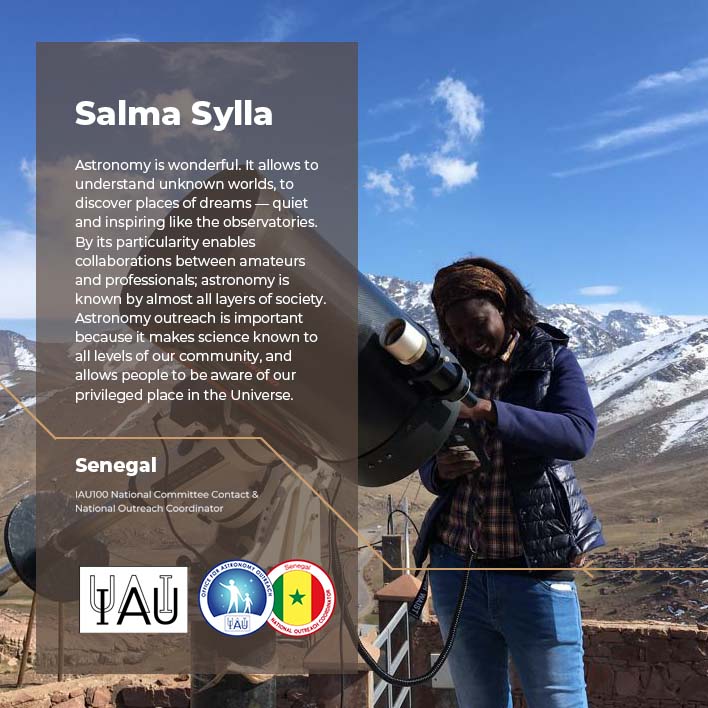 Salma Sylla
Astronomy is wonderful. It allows to
understand unknown worlds, to
discover places of dreams — quiet
and inspiring like the observatories.
By its particularity enables
collaborations between amateurs
and professionals; astronomy is
known by almost all layers of society.
Astronomy outreach is important
because it makes science known to
all levels of our community, and
allows people to be aware of our
privileged place in the Universe.
Senegal
IAU100 National Committee Contact &
National Outreach Coordinator
IAU
OFFICE FOR ASTRONOMY OUTREACH
IAU
Senegal
NATIONAL OUTREACH COORDINATOR